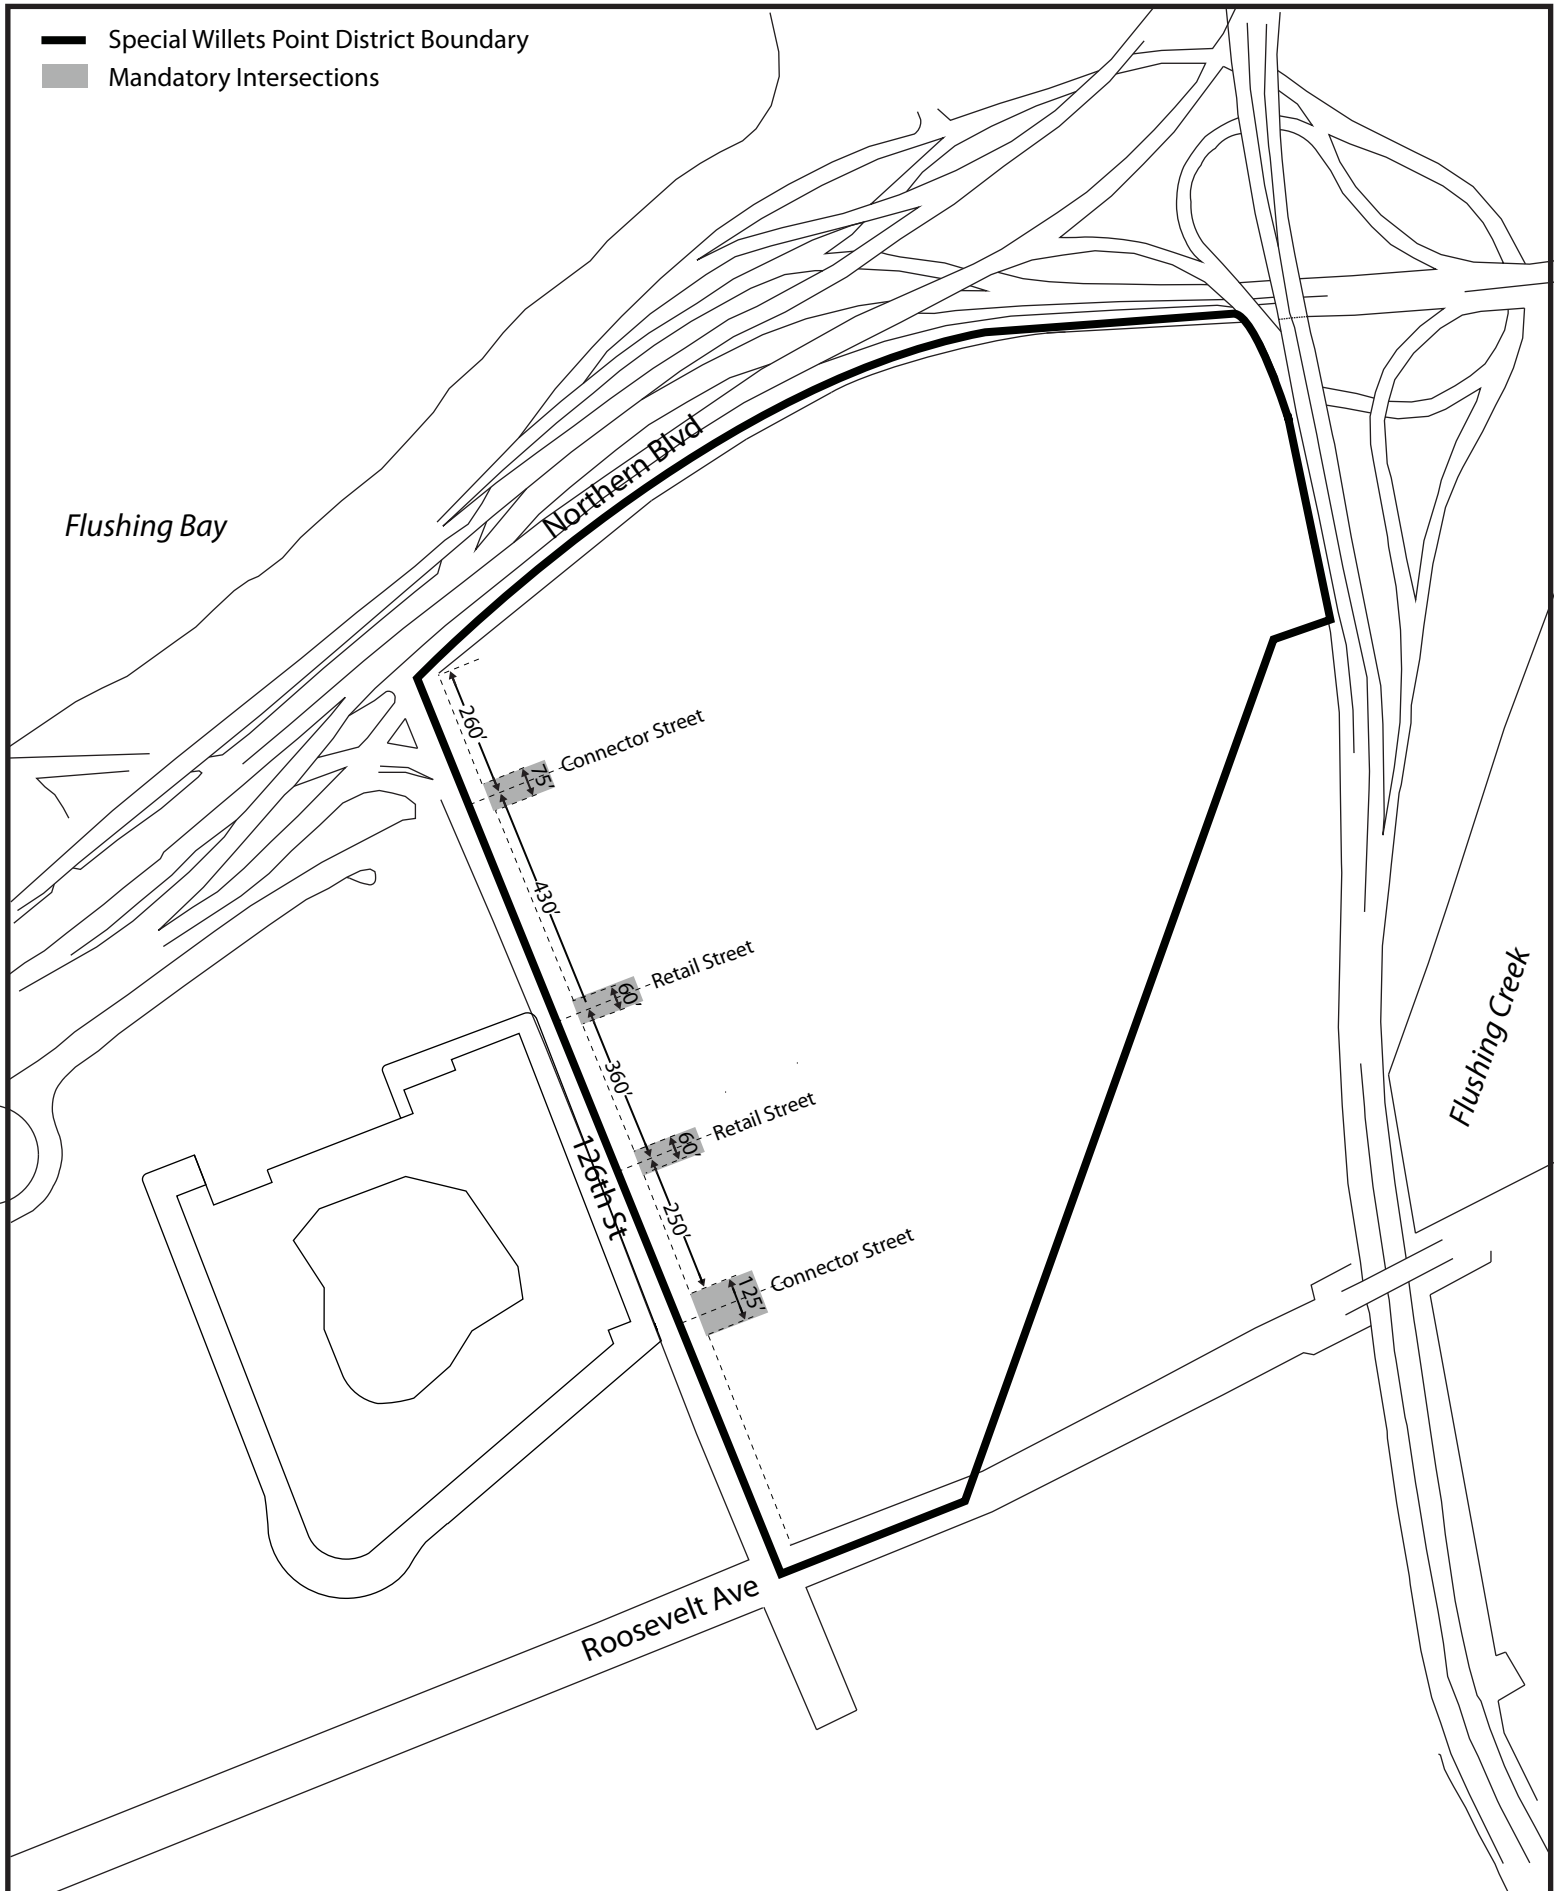 Special Willets Point District Boundary
Mandatory Intersections
Northern Blvd
Flushing Bay
260'
Connector Street
75'
430'
Retail Street
60'
Flushing Creek
360'
Retail Street
60'
126th St
250'
Connector Street
125'
Roosevelt Ave